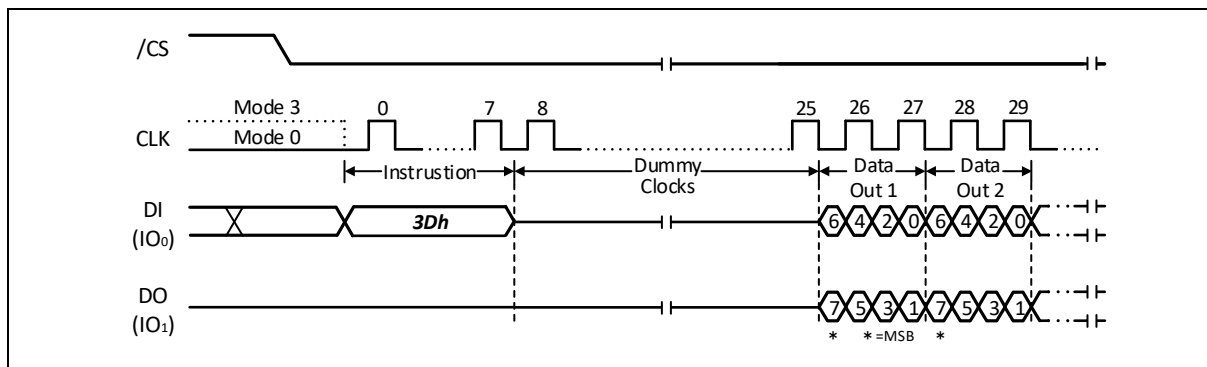 /CS
Mode 3
0 7 8 25 26 27 28 29
CLK
Mode 0
Instrustion
Dummy
Clocks
Data
Out 1
Data
Out 2
DI
(IO₀)
3Dh
6 4 2 0 6 4 2 0
DO
(IO₁)
7 5 3 1 7 5 3 1
* * =MSB *